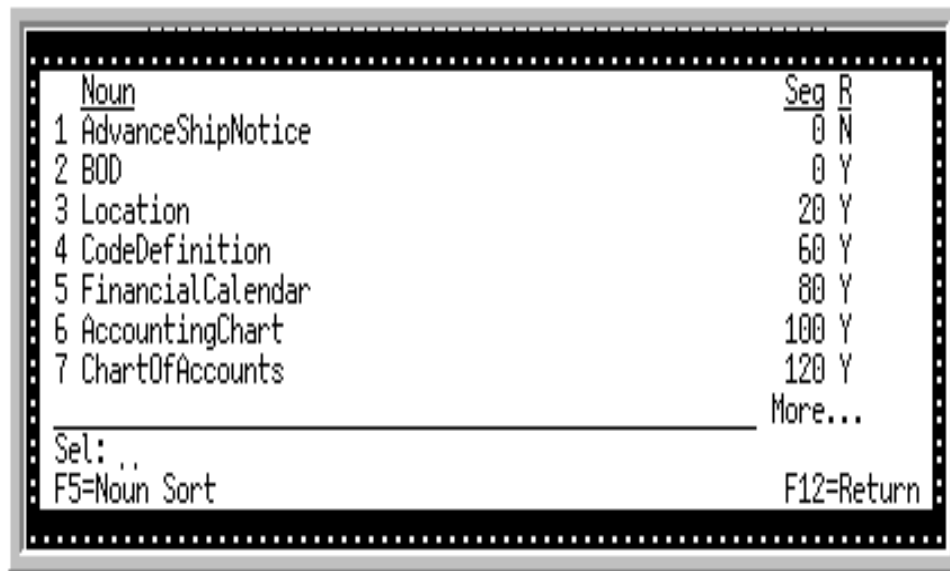 Noun Seq R
1 AdvanceShipNotice 0 N
2 BOD 0 Y
3 Location 20 Y
4 CodeDefinition 60 Y
5 FinancialCalendar 80 Y
6 AccountingChart 100 Y
7 ChartOfAccounts 120 Y
More...
Sel: ..
F5=Noun Sort F12=Return